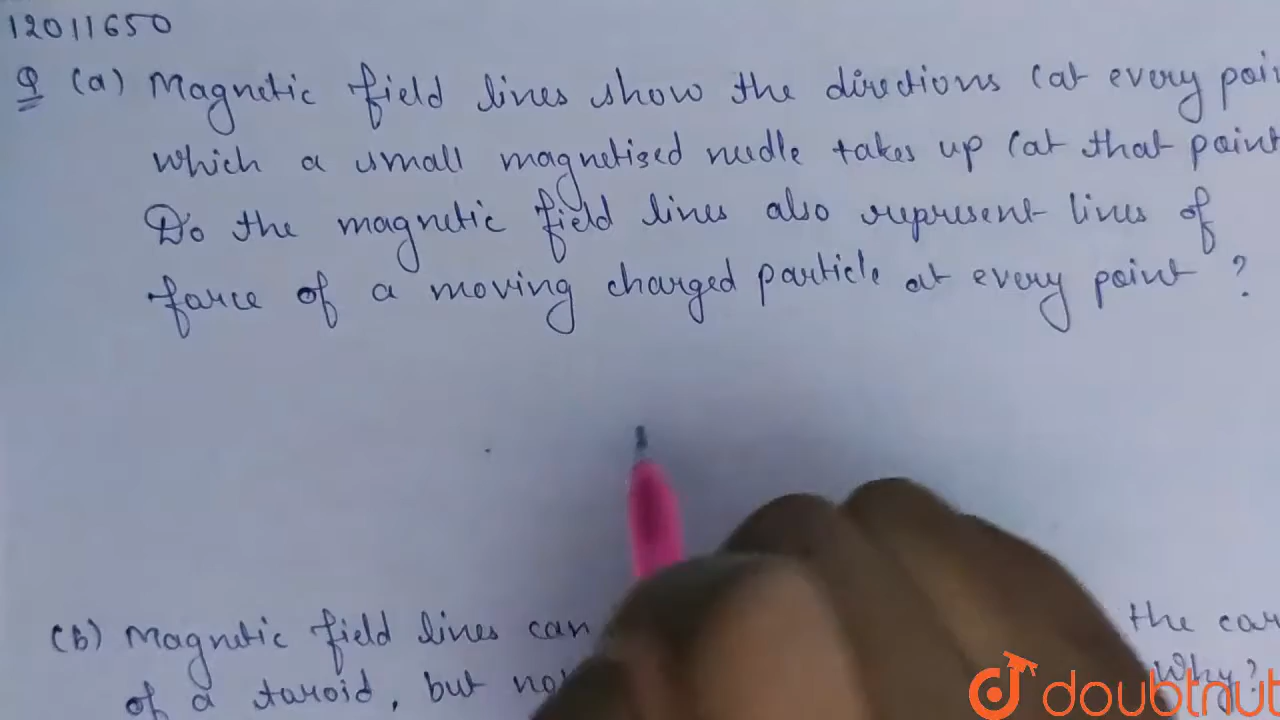 12011650
Q (a) Magnetic field lines show the directions (at every poi
which a small magnetised needle takes up (at that point
Do the magnetic field lines also represent lines of
force of a moving charged particle at every point ?
(b) Magnetic field lines can the
of a toroid, but Why?
doubtnut